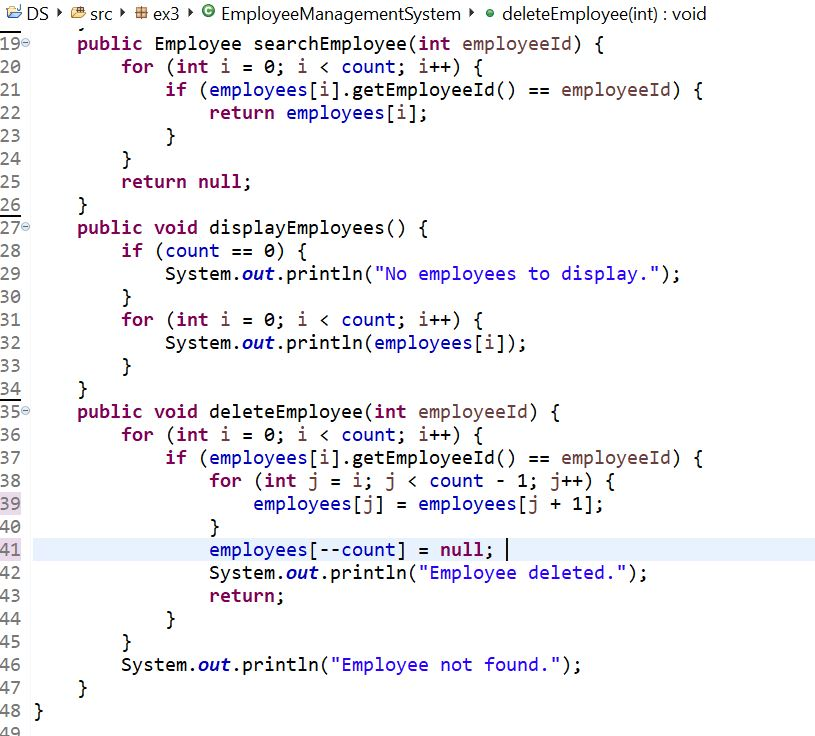 DS src ex3 EmployeeManagementSystem deleteEmployee(int) : void
19 public Employee searchEmployee(int employeeId) {
20 for (int i = 0; i < count; i++) {
21 if (employees[i].getEmployeeId() == employeeId) {
22 return employees[i];
23 }
24 }
25 return null;
26 }
27 public void displayEmployees() {
28 if (count == 0) {
29 System.out.println("No employees to display.");
30 }
31 for (int i = 0; i < count; i++) {
32 System.out.println(employees[i]);
33 }
34 }
35 public void deleteEmployee(int employeeId) {
36 for (int i = 0; i < count; i++) {
37 if (employees[i].getEmployeeId() == employeeId) {
38 for (int j = i; j < count - 1; j++) {
39 employees[j] = employees[j + 1];
40 }
41 employees[--count] = null;
42 System.out.println("Employee deleted.");
43 return;
44 }
45 }
46 System.out.println("Employee not found.");
47 }
48 }
49